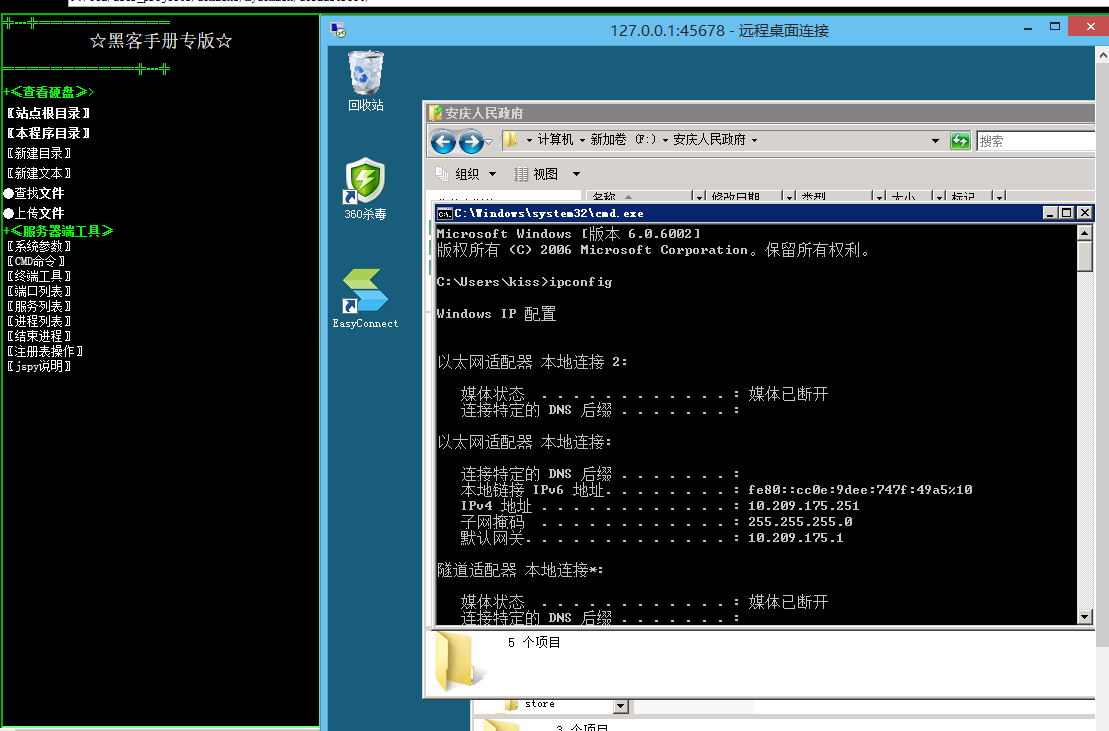 ☆黑客手册专版☆
+≪查看硬盘≫>
〖站点根目录〗
〖本程序目录〗
〖新建目录〗
〖新建文本〗
●查找文件
●上传文件
+≪服务器端工具≫
〖系统参数〗
〖CMD命令〗
〖终端工具〗
〖端口列表〗
〖服务列表〗
〖进程列表〗
〖结束进程〗
〖注册表操作〗
〖jspy说明〗
127.0.0.1:45678 - 远程桌面连接
回收站
360杀毒
EasyConnect
安庆人民政府
计算机 新加卷 (F:) 安庆人民政府
搜索
组织 视图
名称 修改日期 类型 大小 标记
C:\Windows\system32\cmd.exe
Microsoft Windows [版本 6.0.6002]
版权所有 (C) 2006 Microsoft Corporation。保留所有权利。
C:\Users\kiss>ipconfig
Windows IP 配置
以太网适配器 本地连接 2:
媒体状态 . . . . . . . . . . . . : 媒体已断开
连接特定的 DNS 后缀 . . . . . . . :
以太网适配器 本地连接:
连接特定的 DNS 后缀 . . . . . . . :
本地链接 IPv6 地址. . . . . . . . : fe80::cc0e:9dee:747f:49a5%10
IPv4 地址 . . . . . . . . . . . . : 10.209.175.251
子网掩码 . . . . . . . . . . . . : 255.255.255.0
默认网关. . . . . . . . . . . . . : 10.209.175.1
隧道适配器 本地连接*:
媒体状态 . . . . . . . . . . . . : 媒体已断开
连接特定的 DNS 后缀 . . . . . . . :
5 个项目
store
3 个项目